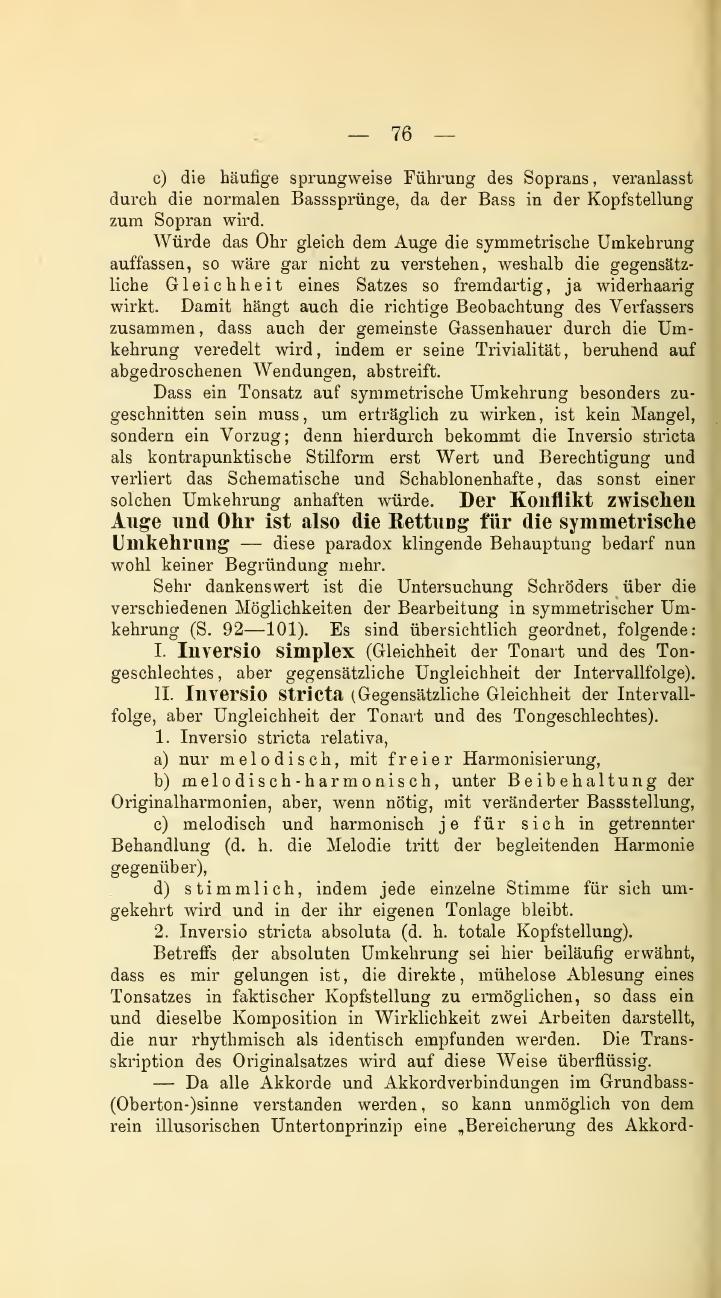 — 76 —
c) die häufige sprungweise Führung des Soprans, veranlasst
durch die normalen Basssprünge, da der Bass in der Kopfstellung
zum Sopran wird.
Würde das Ohr gleich dem Auge die symmetrische Umkehrung
auffassen, so wäre gar nicht zu verstehen, weshalb die gegensätz-
liche Gleichheit eines Satzes so fremdartig, ja widerhaarig
wirkt. Damit hängt auch die richtige Beobachtung des Verfassers
zusammen, dass auch der gemeinste Gassenhauer durch die Um-
kehrung veredelt wird, indem er seine Trivialität, beruhend auf
abgedroschenen Wendungen, abstreift.
Dass ein Tonsatz auf symmetrische Umkehrung besonders zu-
geschnitten sein muss, um erträglich zu wirken, ist kein Mangel,
sondern ein Vorzug; denn hierdurch bekommt die Inversio stricta
als kontrapunktische Stilform erst Wert und Berechtigung und
verliert das Schematische und Schablonenhafte, das sonst einer
solchen Umkehrung anhaften würde. Der Konflikt zwischen
Auge und Ohr ist also die Rettung für die symmetrische
Umkehrung — diese paradox klingende Behauptung bedarf nun
wohl keiner Begründung mehr.
Sehr dankenswert ist die Untersuchung Schröders über die
verschiedenen Möglichkeiten der Bearbeitung in symmetrischer Um-
kehrung (S. 92—101). Es sind übersichtlich geordnet, folgende:
I. Inversio simplex (Gleichheit der Tonart und des Ton-
geschlechtes, aber gegensätzliche Ungleichheit der Intervallfolge).
II. Inversio stricta (Gegensätzliche Gleichheit der Intervall-
folge, aber Ungleichheit der Tonart und des Tongeschlechtes).
1. Inversio stricta relativa,
a) nur melodisch, mit freier Harmonisierung,
b) melodisch-harmonisch, unter Beibehaltung der
Originalharmonien, aber, wenn nötig, mit veränderter Bassstellung,
c) melodisch und harmonisch je für sich in getrennter
Behandlung (d. h. die Melodie tritt der begleitenden Harmonie
gegenüber),
d) stimmlich, indem jede einzelne Stimme für sich um-
gekehrt wird und in der ihr eigenen Tonlage bleibt.
2. Inversio stricta absoluta (d. h. totale Kopfstellung).
Betreffs der absoluten Umkehrung sei hier beiläufig erwähnt,
dass es mir gelungen ist, die direkte, mühelose Ablesung eines
Tonsatzes in faktischer Kopfstellung zu ermöglichen, so dass ein
und dieselbe Komposition in Wirklichkeit zwei Arbeiten darstellt,
die nur rhythmisch als identisch empfunden werden. Die Trans-
skription des Originalsatzes wird auf diese Weise überflüssig.
— Da alle Akkorde und Akkordverbindungen im Grundbass-
(Oberton-)sinne verstanden werden, so kann unmöglich von dem
rein illusorischen Untertonprinzip eine „Bereicherung des Akkord-